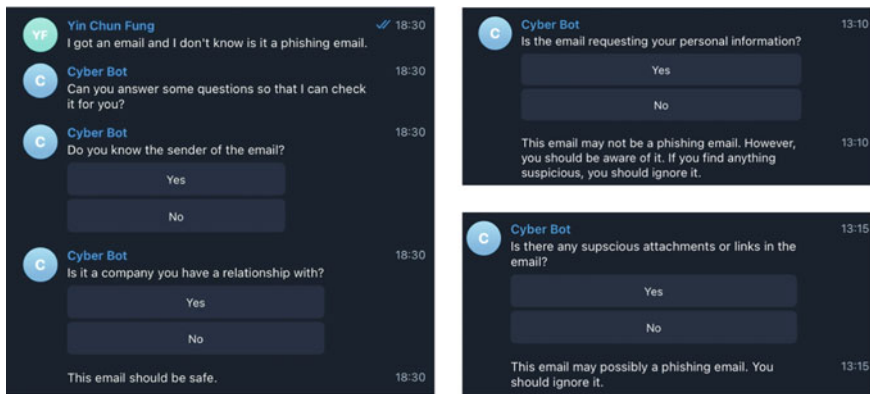 YF
Yin Chun Fung
18:30
I got an email and I don't know is it a phishing email.
C
Cyber Bot
18:30
Can you answer some questions so that I can check
it for you?
C
Cyber Bot
18:30
Do you know the sender of the email?
Yes
No
C
Cyber Bot
18:30
Is it a company you have a relationship with?
Yes
No
This email should be safe.
18:30
C
Cyber Bot
13:10
Is the email requesting your personal information?
Yes
No
This email may not be a phishing email. However,
13:10
you should be aware of it. If you find anything
suspicious, you should ignore it.
C
Cyber Bot
13:15
Is there any supscious attachments or links in the
email?
Yes
No
This email may possibly a phishing email. You
13:15
should ignore it.